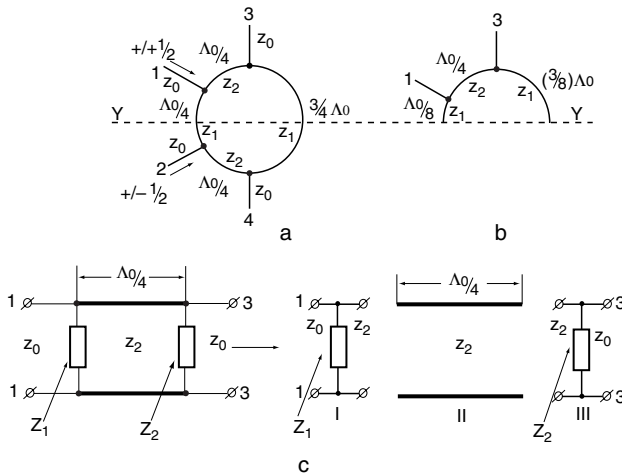 3
+/+1/2 Λ0/4 z0
1 z0 z2
Λ0/4
Y z1 z1 3/4 Λ0
z0 z2
2
+/−1/2 Λ0/4 z0
4
a
3
Λ0/4
1 z2 z1 (3/8)Λ0
Λ0/8 z1 Y
b
Λ0/4 Λ0/4
1 3 1 3
z0 z2 z0 z0 z2 z2 z2 z0
1 3 1 3
Z1 Z2 Z1 I II Z2 III
c